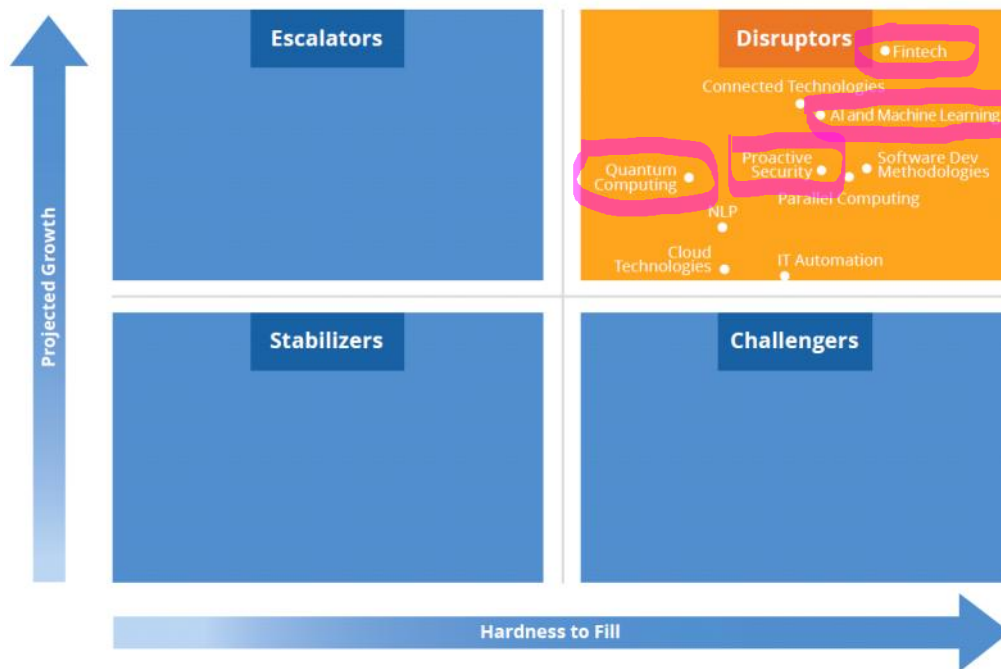 Escalators
Disruptors
Fintech
Connected Technologies
AI and Machine Learning
Proactive
Security
Software Dev
Methodologies
Quantum
Computing
Parallel Computing
NLP
Cloud
Technologies
IT Automation
Projected Growth
Stabilizers
Challengers
Hardness to Fill